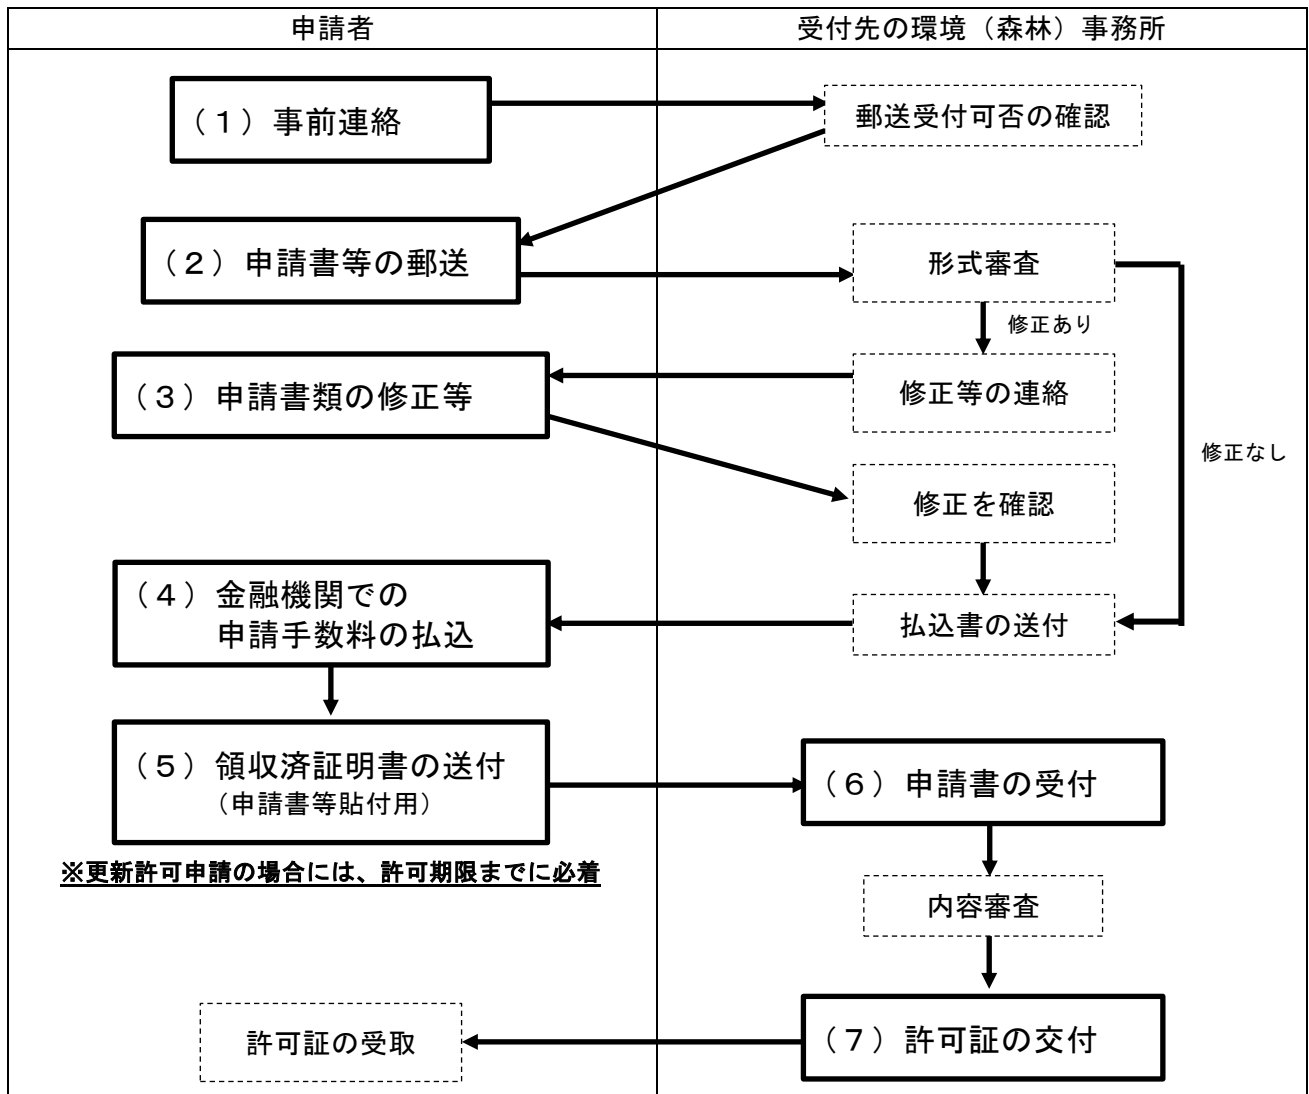 申請者
受付先の環境（森林）事務所
（１）事前連絡
郵送受付可否の確認
（２）申請書等の郵送
形式審査
修正あり
（３）申請書類の修正等
修正等の連絡
修正なし
修正を確認
（４）金融機関での
申請手数料の払込
払込書の送付
（５）領収済証明書の送付
（申請書等貼付用）
（６）申請書の受付
※更新許可申請の場合には、許可期限までに必着
内容審査
許可証の受取
（７）許可証の交付